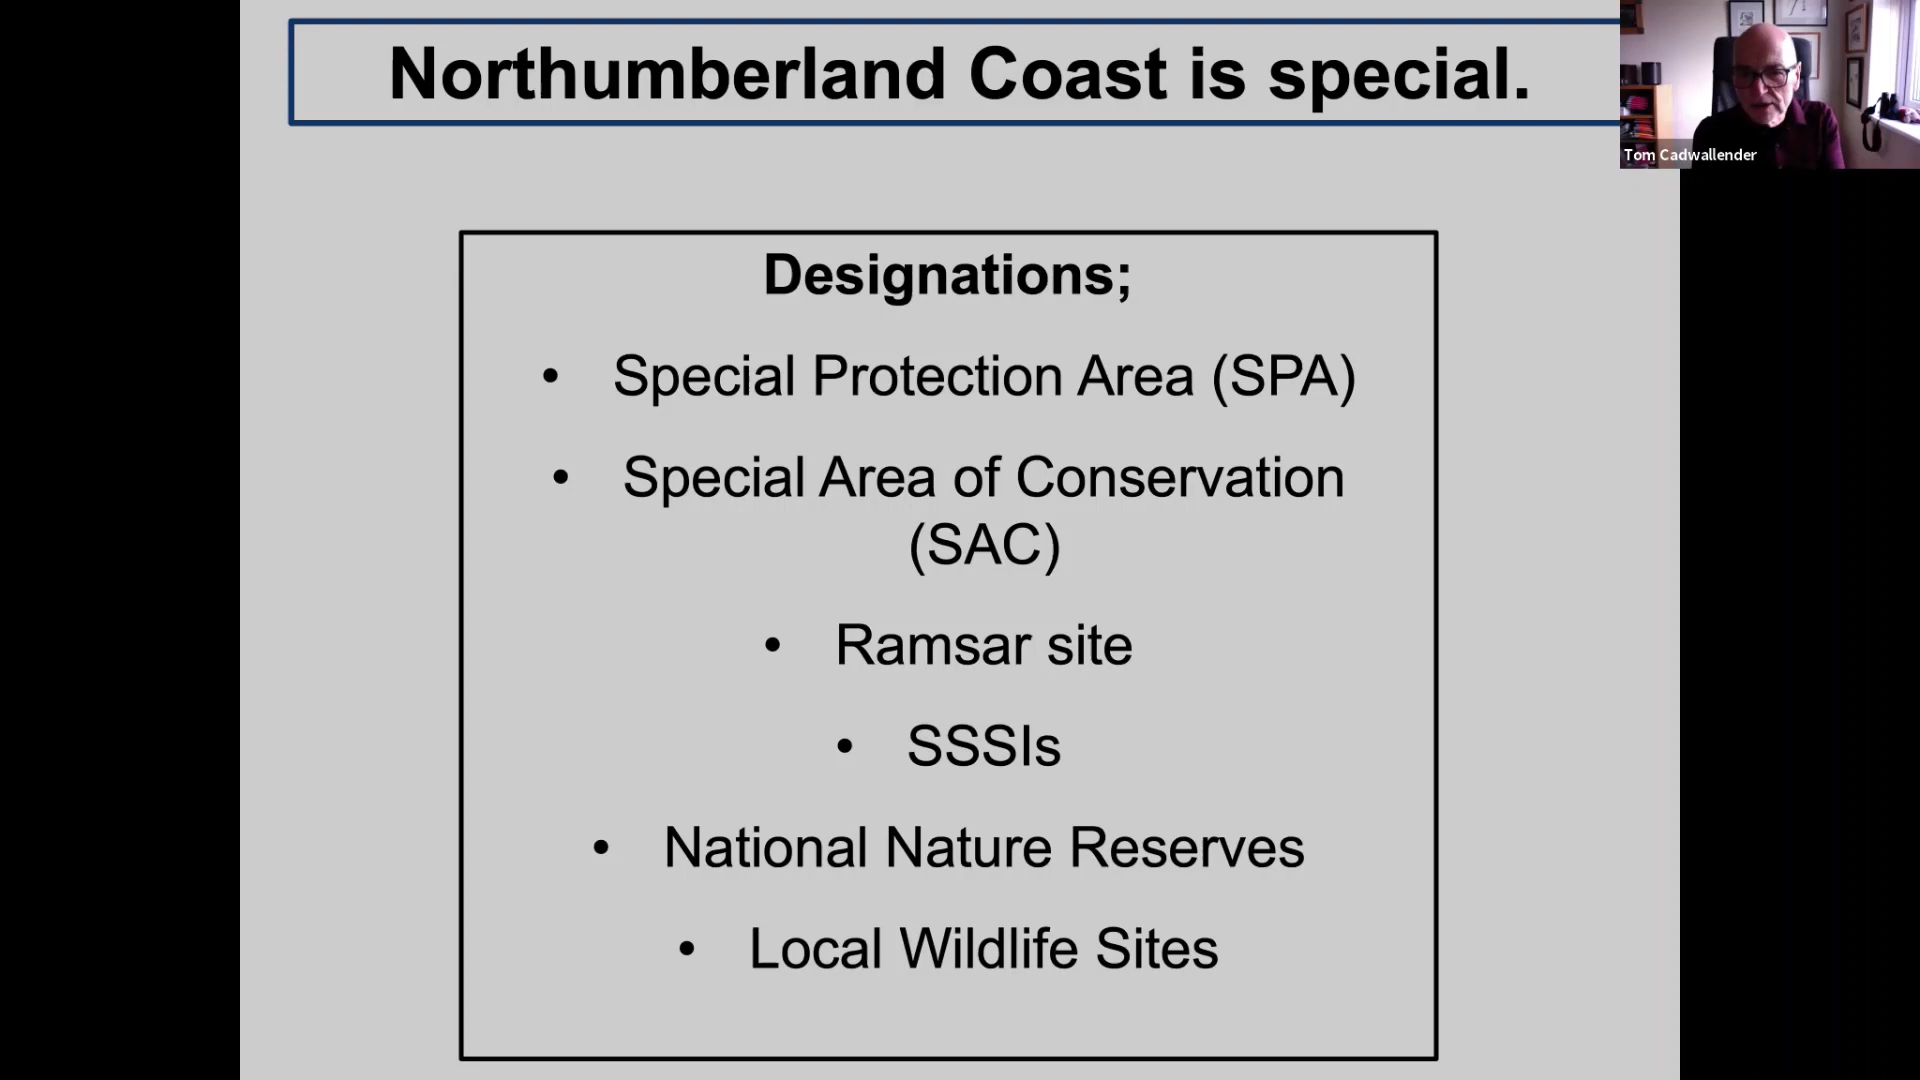 Northumberland Coast is special.
Tom Cadwallender
Designations;
• Special Protection Area (SPA)
• Special Area of Conservation
(SAC)
• Ramsar site
• SSSIs
• National Nature Reserves
• Local Wildlife Sites